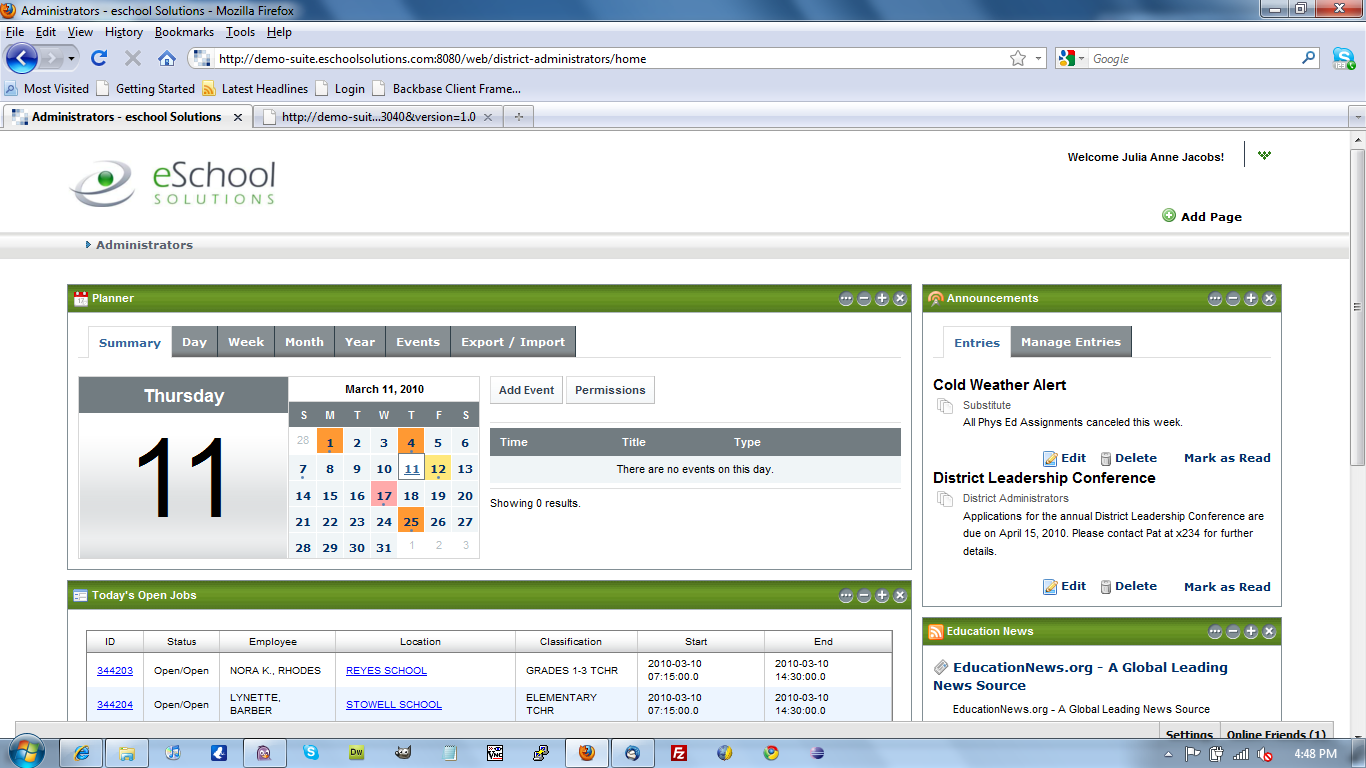 Administrators - eschool Solutions - Mozilla Firefox
File Edit View History Bookmarks Tools Help
http://demo-suite.eschoolsolutions.com:8080/web/district-administrators/home
Google
Most Visited Getting Started Latest Headlines Login Backbase Client Frame...
Administrators - eschool Solutions http://demo-suit...3040&version=1.0
Welcome Julia Anne Jacobs!
eSchool
SOLUTIONS
Add Page
Administrators
Planner
Summary Day Week Month Year Events Export / Import
Thursday
11
March 11, 2010
S M T W T F S
28 1 2 3 4 5 6
7 8 9 10 11 12 13
14 15 16 17 18 19 20
21 22 23 24 25 26 27
28 29 30 31 1 2 3
Add Event Permissions
Time Title Type
There are no events on this day.
Showing 0 results.
Announcements
Entries Manage Entries
Cold Weather Alert
Substitute
All Phys Ed Assignments canceled this week.
Edit Delete Mark as Read
District Leadership Conference
District Administrators
Applications for the annual District Leadership Conference are
due on April 15, 2010. Please contact Pat at x234 for further
details.
Edit Delete Mark as Read
Today's Open Jobs
ID Status Employee Location Classification Start End
344203 Open/Open NORA K., RHODES REYES SCHOOL GRADES 1-3 TCHR 2010-03-10 07:15:00.0 2010-03-10 14:30:00.0
344204 Open/Open LYNETTE, BARBER STOWELL SCHOOL ELEMENTARY TCHR 2010-03-10 07:15:00.0 2010-03-10 14:30:00.0
Education News
EducationNews.org - A Global Leading
News Source
EducationNews.org - A Global Leading News Source
Settings Online Friends (1)
4:48 PM